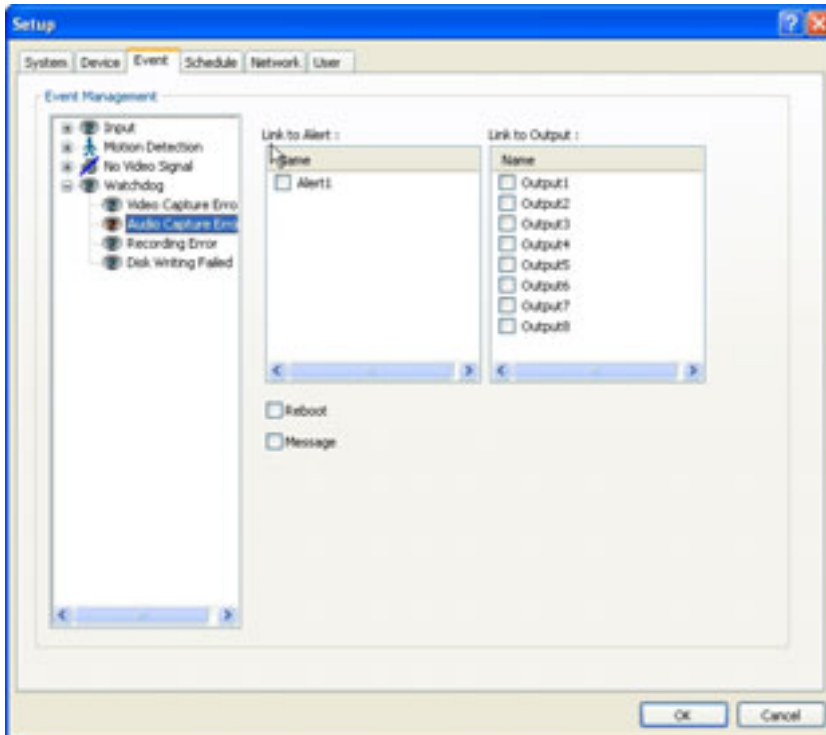 Setup
System Device Event Schedule Network User
Event Management
Input
Motion Detection
No Video Signal
Watchdog
Video Capture Erro
Audio Capture Erro
Recording Error
Disk Writing Failed
Link to Alert :
Name
Alert1
Link to Output :
Name
Output1
Output2
Output3
Output4
Output5
Output6
Output7
Output8
Reboot
Message
OK Cancel